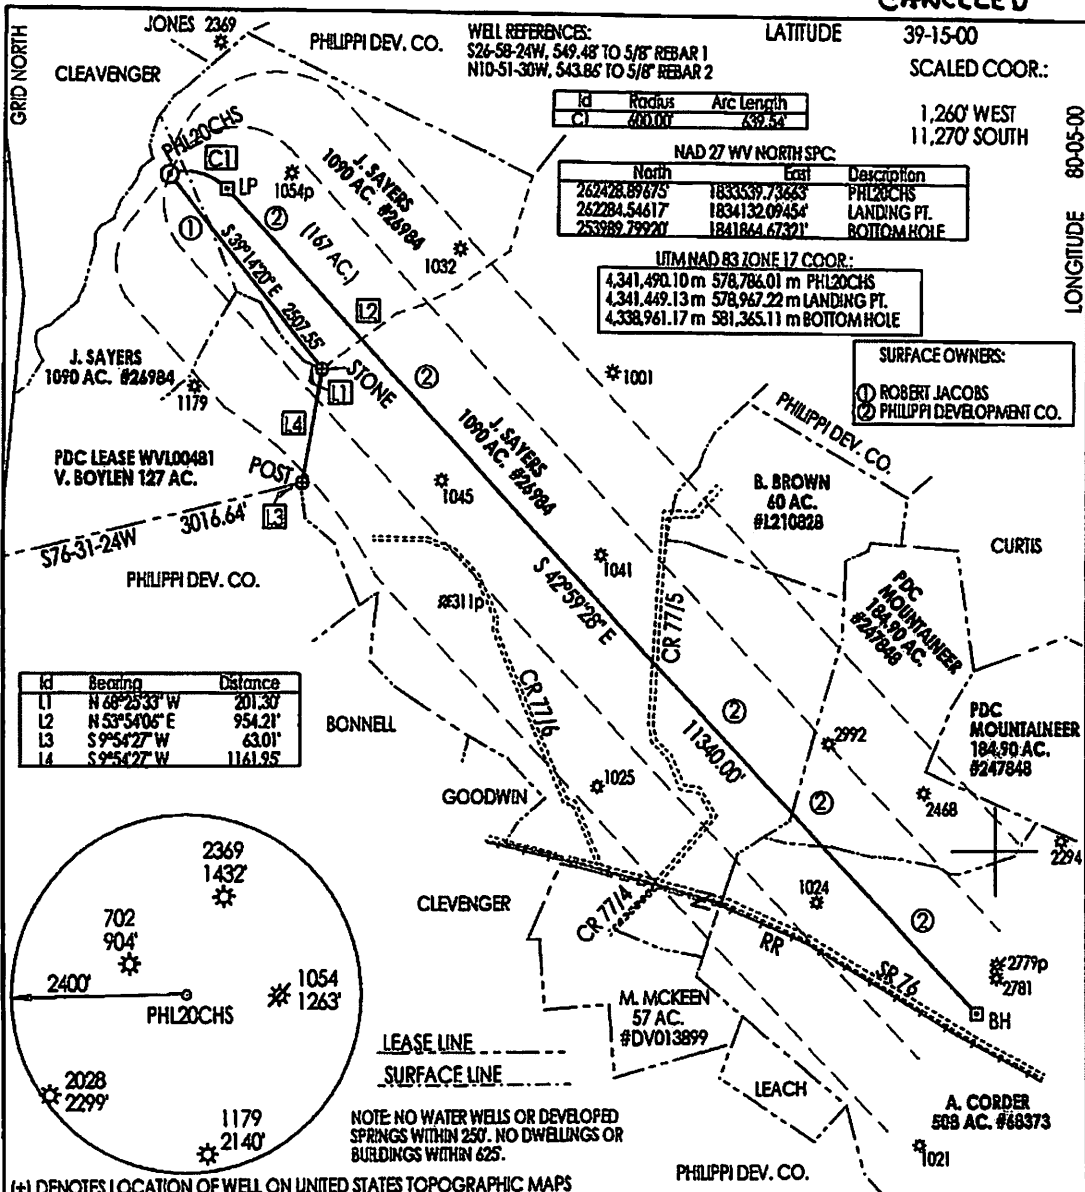 CANCELED
GRID NORTH
JONES 2369
CLEAVENGER
PHILIPPI DEV. CO.
WELL REFERENCES:
S26-58-24W, 549.48' TO 5/8" REBAR 1
N10-51-30W, 543.86' TO 5/8" REBAR 2
LATITUDE 39-15-00
SCALED COOR.:
1,260' WEST
11,270' SOUTH
LONGITUDE 80-05-00
Id Radius Arc Length
C1 600.00' 639.54'
NAD 27 WV NORTH SPC:
North East Description
262428.89675' 1833539.73663' PHL20CHS
262284.54617' 1834132.09454' LANDING PT.
253989.79920' 1841864.67321' BOTTOM HOLE
UTM NAD 83 ZONE 17 COOR.:
4,341,490.10 m 578,786.01 m PHL20CHS
4,341,449.13 m 578,967.22 m LANDING PT.
4,338,961.17 m 581,365.11 m BOTTOM HOLE
SURFACE OWNERS:
① ROBERT JACOBS
② PHILIPPI DEVELOPMENT CO.
PHL20CHS
C1
LP
1054p
J. SAYERS
1090 AC. #26984
(167 AC.)
1032
①
②
S 39°14'20" E
2507.55'
L2
②
J. SAYERS
1090 AC. #26984
1179
STONE
L1
L4
1001
PHILIPPI DEV. CO.
PDC LEASE WVL00481
V. BOYLEN 127 AC.
POST
L3
3016.64'
S76-31-24W
PHILIPPI DEV. CO.
1045
J. SAYERS
1090 AC. #26984
B. BROWN
60 AC.
#L210828
CURTIS
1041
S 42°59'28" E
311p
CR 77/5
CR 77/6
PDC
MOUNTAINEER
184.90 AC.
#247848
PDC
MOUNTAINEER
184.90 AC.
#247848
Id Bearing Distance
L1 N 68°25'33" W 201.30'
L2 N 53°54'05" E 954.21'
L3 S 9°54'27" W 63.01'
L4 S 9°54'27" W 1161.95'
BONNELL
②
11340.00'
2992
1025
GOODWIN
②
2468
2294
CLEVENGER
CR 77/4
1024
②
RR
SR 76
2779p
2781
BH
2369
1432'
702
904'
2400'
PHL20CHS
1054
1263'
2028
2299'
1179
2140'
M. MCKEEN
57 AC.
#DV013899
LEASE LINE
SURFACE LINE
LEACH
A. CORDER
508 AC. #68373
NOTE: NO WATER WELLS OR DEVELOPED
SPRINGS WITHIN 250'. NO DWELLINGS OR
BUILDINGS WITHIN 625'.
1021
PHILIPPI DEV. CO.
(+) DENOTES LOCATION OF WELL ON UNITED STATES TOPOGRAPHIC MAPS